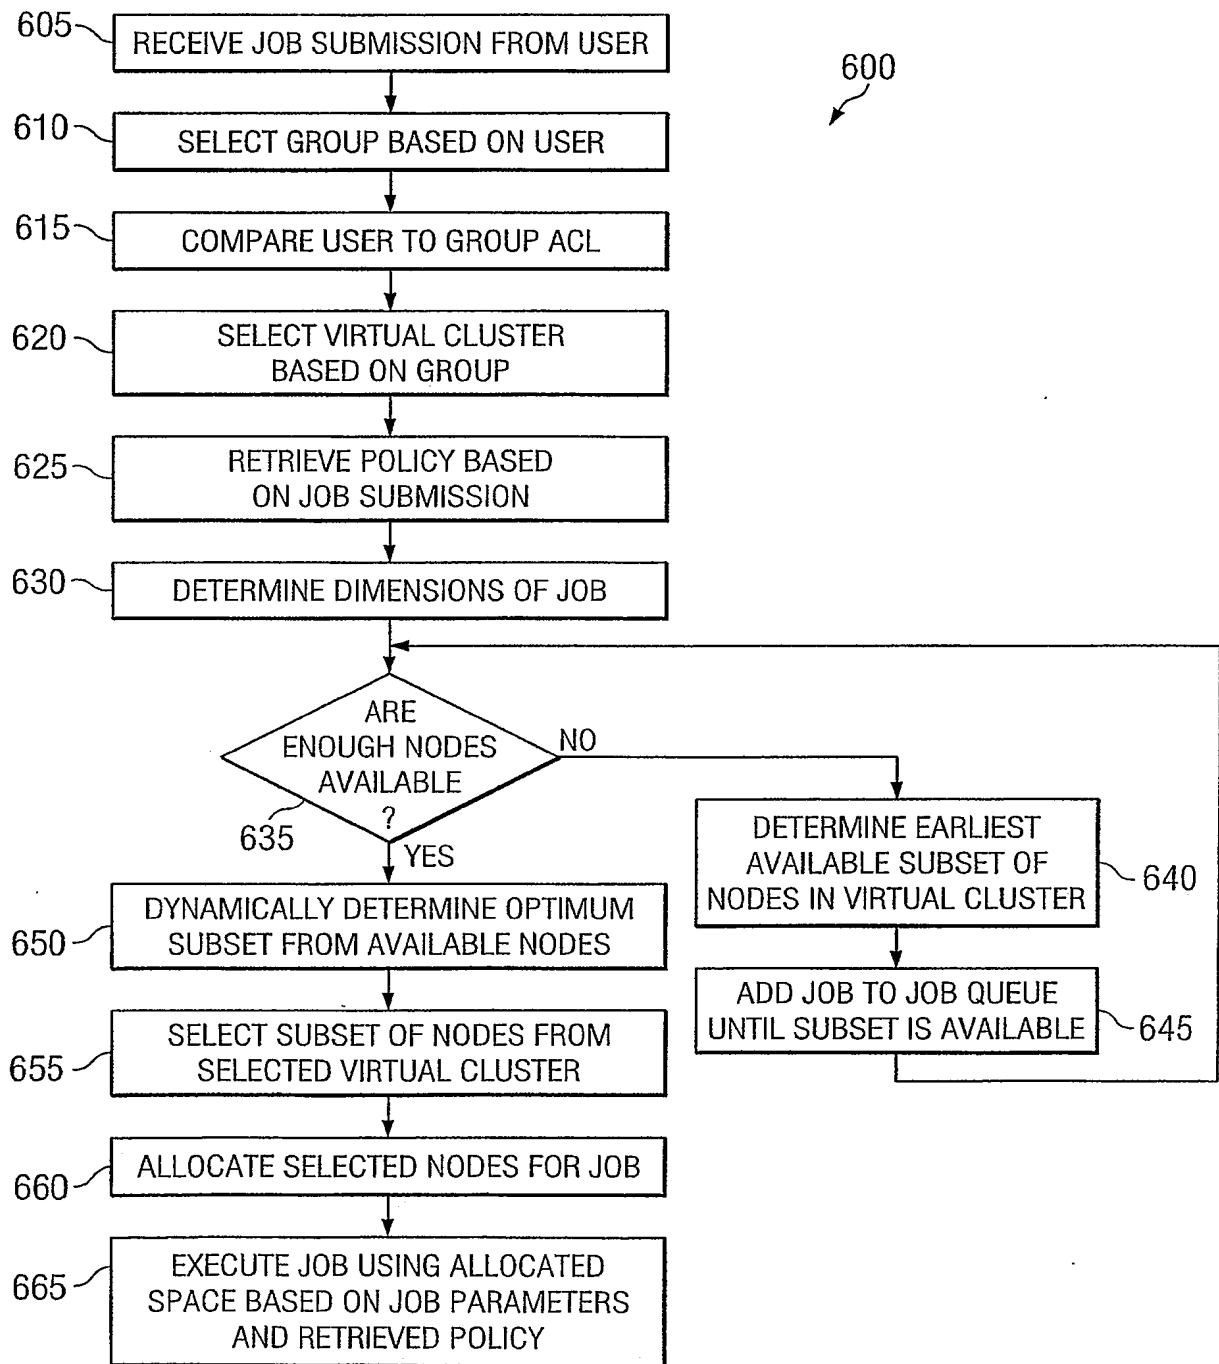 605
RECEIVE JOB SUBMISSION FROM USER
600
610
SELECT GROUP BASED ON USER
615
COMPARE USER TO GROUP ACL
620
SELECT VIRTUAL CLUSTER
BASED ON GROUP
625
RETRIEVE POLICY BASED
ON JOB SUBMISSION
630
DETERMINE DIMENSIONS OF JOB
ARE
ENOUGH NODES
AVAILABLE
?
635
NO
YES
DETERMINE EARLIEST
AVAILABLE SUBSET OF
NODES IN VIRTUAL CLUSTER
640
ADD JOB TO JOB QUEUE
UNTIL SUBSET IS AVAILABLE
645
650
DYNAMICALLY DETERMINE OPTIMUM
SUBSET FROM AVAILABLE NODES
655
SELECT SUBSET OF NODES FROM
SELECTED VIRTUAL CLUSTER
660
ALLOCATE SELECTED NODES FOR JOB
665
EXECUTE JOB USING ALLOCATED
SPACE BASED ON JOB PARAMETERS
AND RETRIEVED POLICY